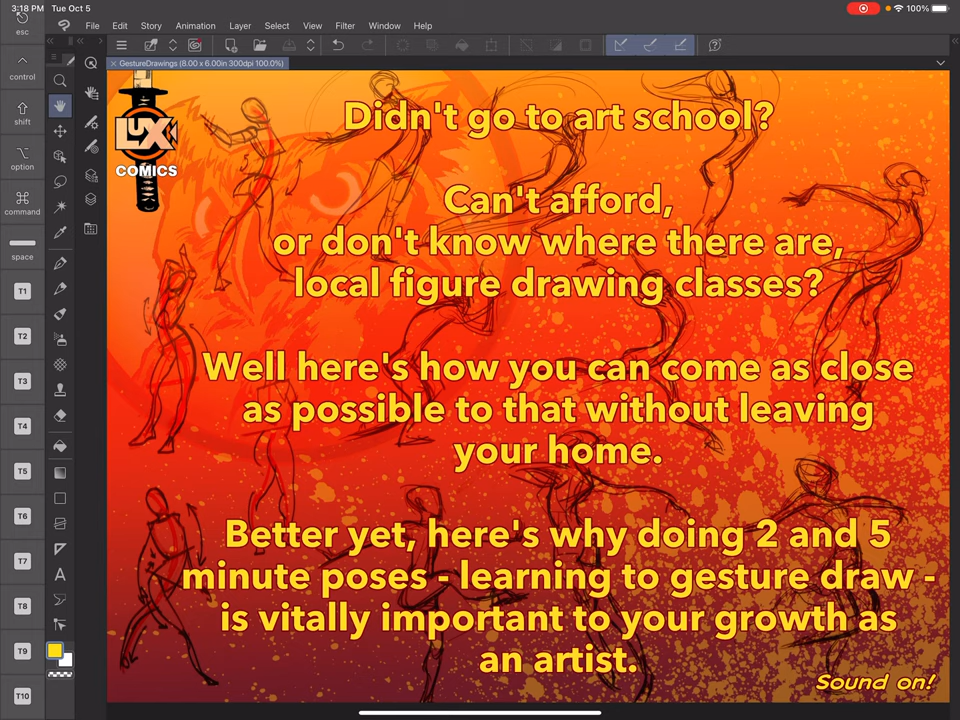 3:18 PM Tue Oct 5
100%
esc
File Edit Story Animation Layer Select View Filter Window Help
GestureDrawings (8.00 x 6.00in 300dpi 100.0%)
control
shift
option
command
space
T1
T2
T3
T4
T5
T6
T7
T8
T9
T10
LUX
COMICS
Didn't go to art school?
Can't afford,
or don't know where there are,
local figure drawing classes?
Well here's how you can come as close
as possible to that without leaving
your home.
Better yet, here's why doing 2 and 5
minute poses - learning to gesture draw -
is vitally important to your growth as
an artist.
Sound on!